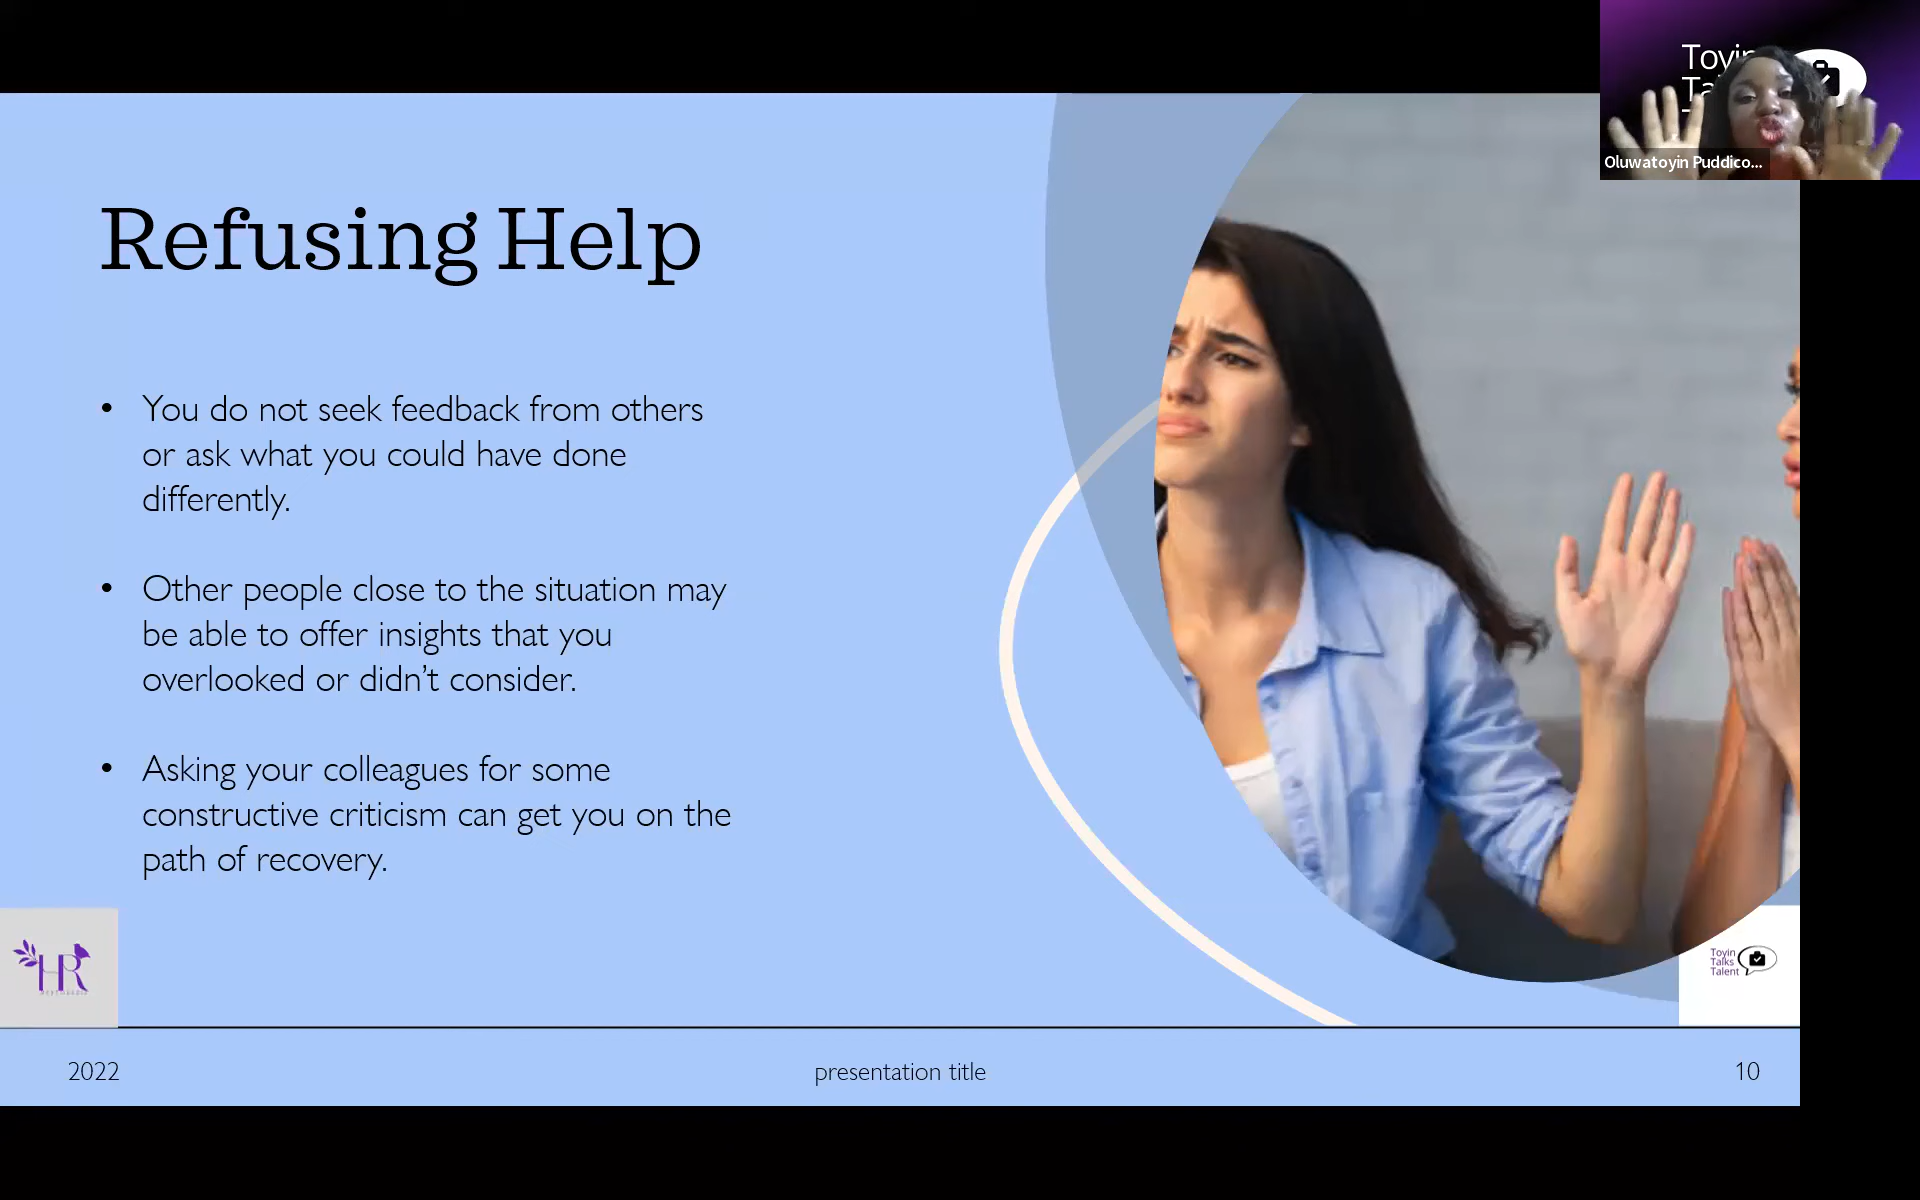 Refusing Help
• You do not seek feedback from others
or ask what you could have done
differently.
• Other people close to the situation may
be able to offer insights that you
overlooked or didn’t consider.
• Asking your colleagues for some
constructive criticism can get you on the
path of recovery.
Oluwatoyin Puddico...
HR
Toyin
Talks
Talent
2022
presentation title
10